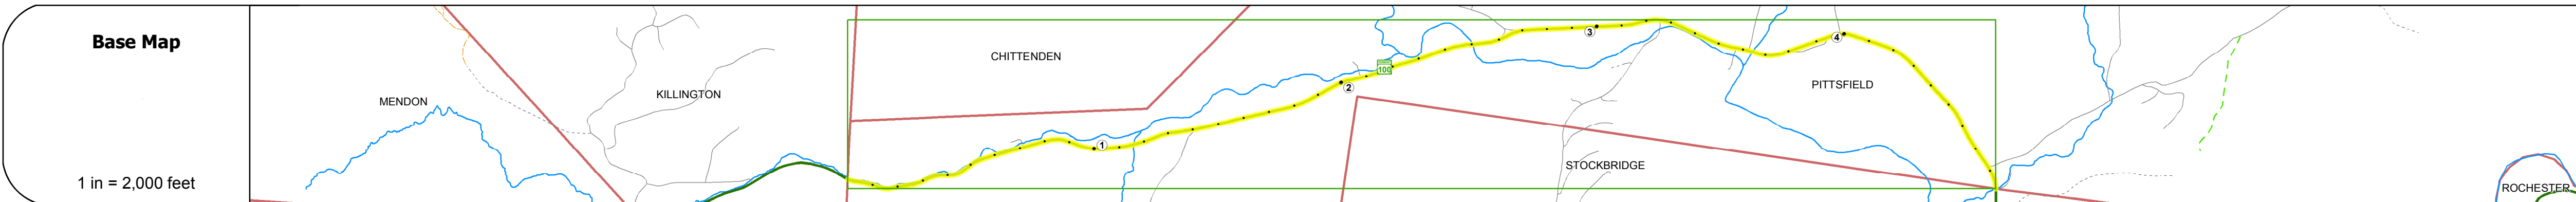 Base Map
1 in = 2,000 feet
MENDON
KILLINGTON
CHITTENDEN
1
2
100
3
4
PITTSFIELD
STOCKBRIDGE
ROCHESTER